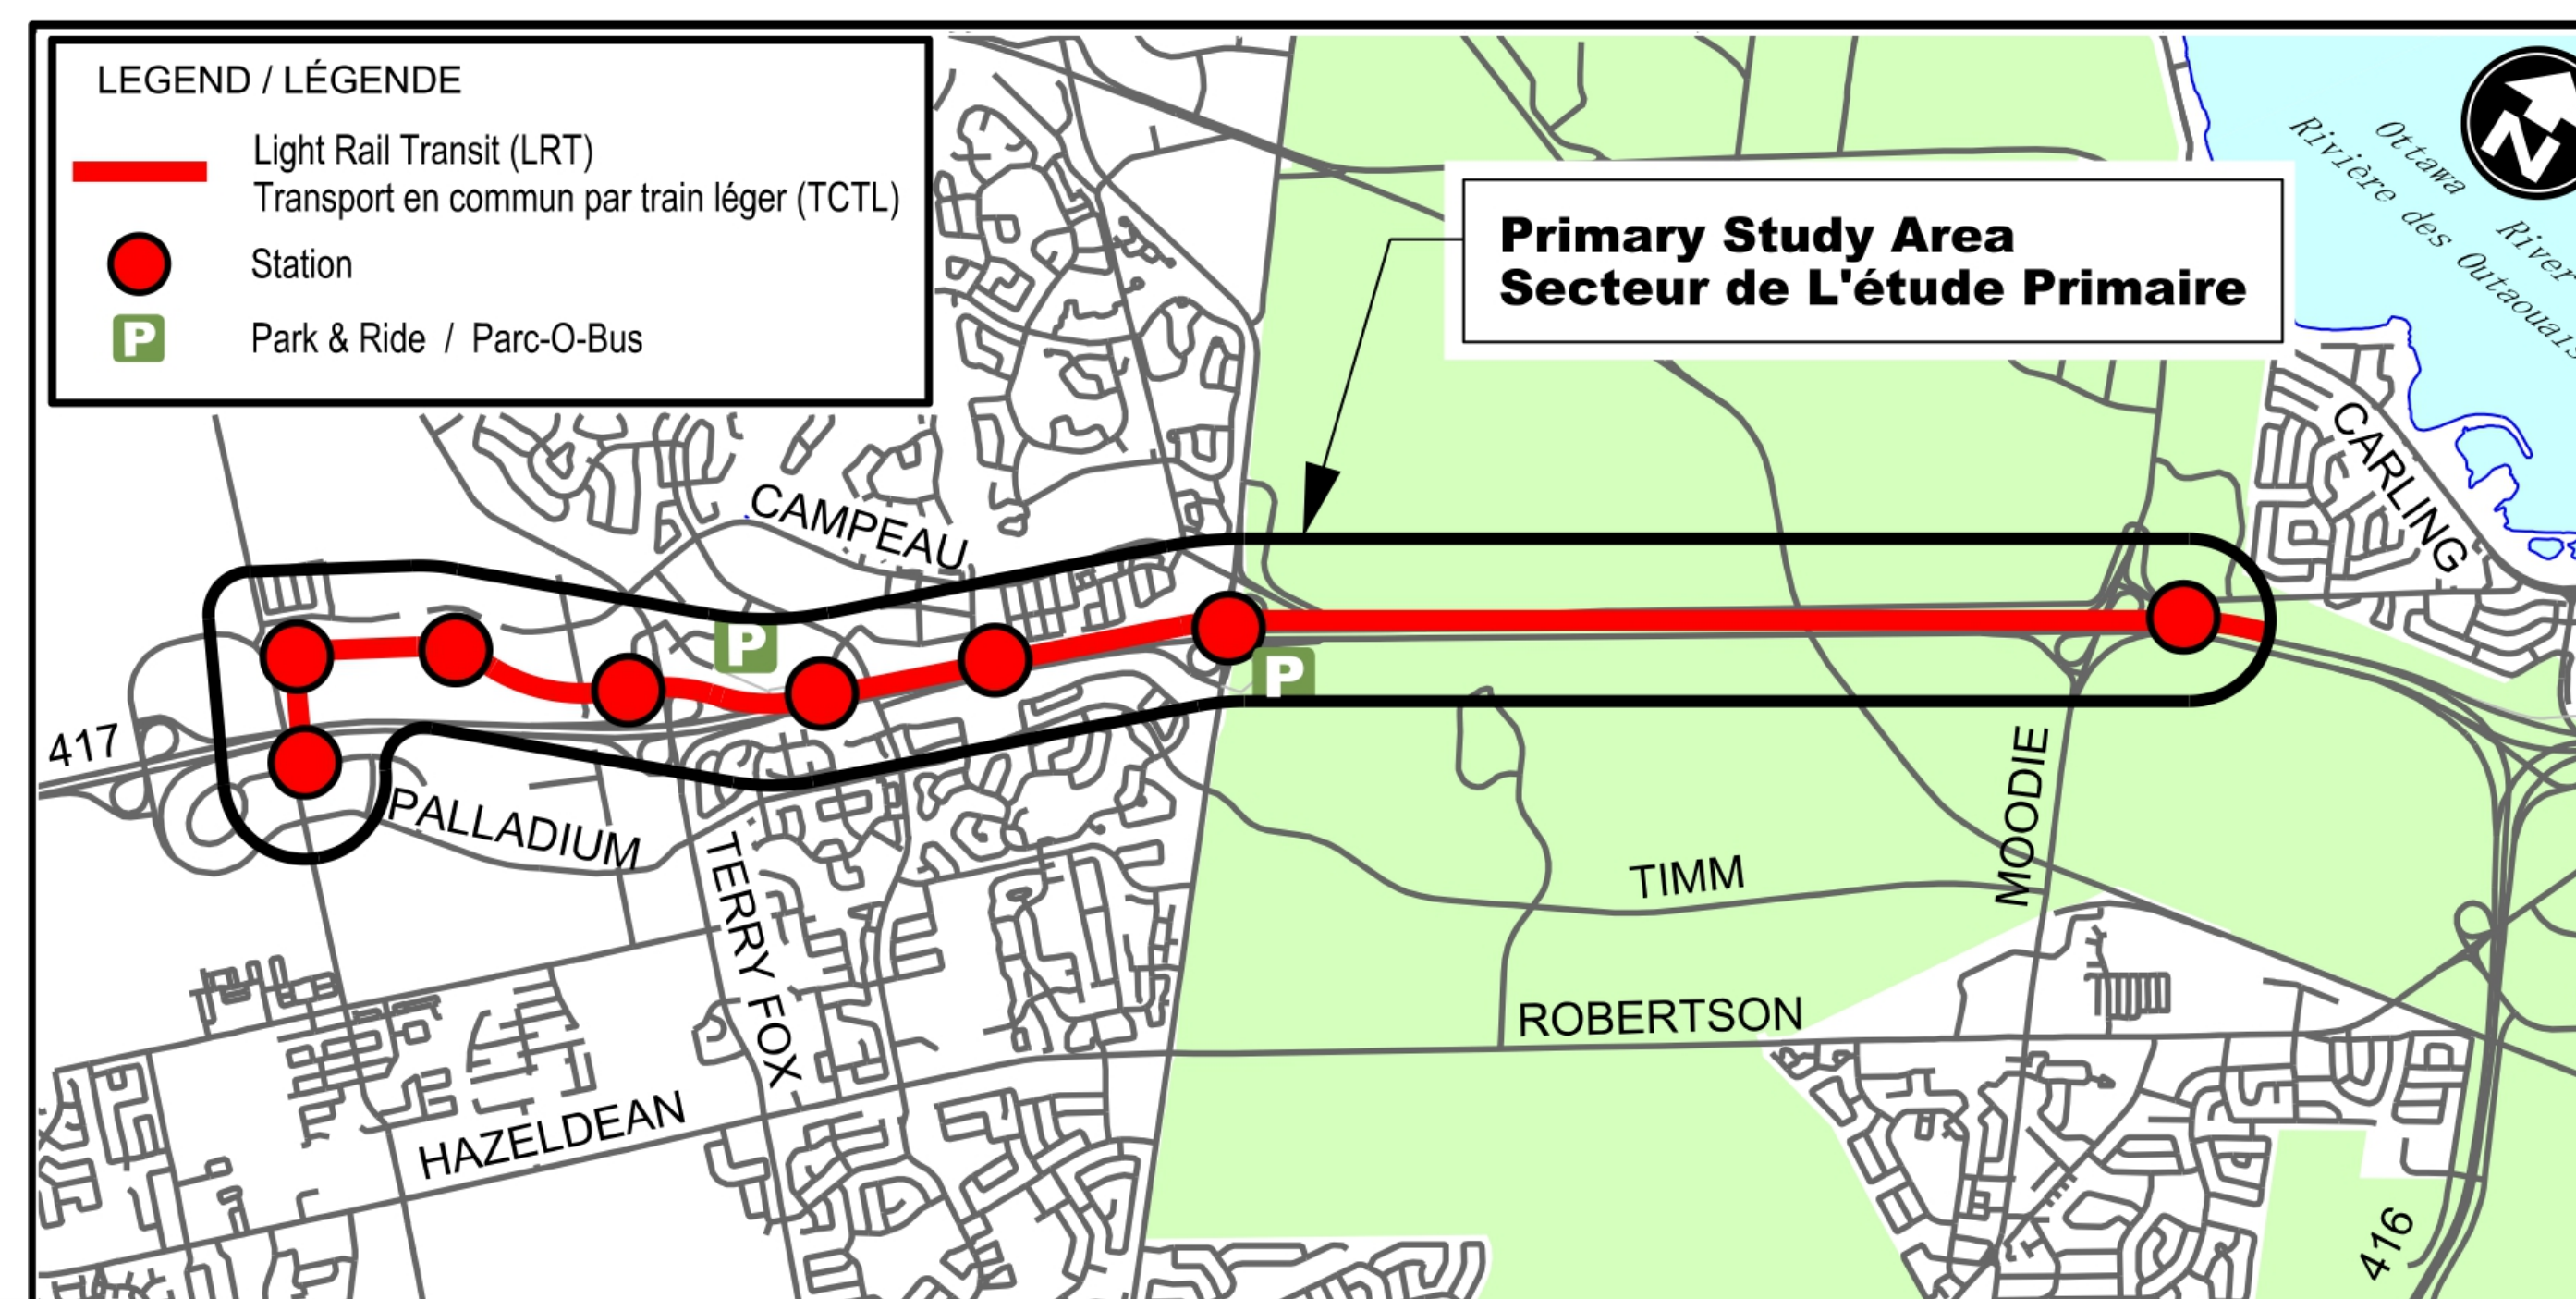 LEGEND / LÉGENDE
Light Rail Transit (LRT)
Transport en commun par train léger (TCTL)
Station
P
Park & Ride / Parc-O-Bus
Primary Study Area
Secteur de L'étude Primaire
N
Ottawa River
Rivière des Outaouais
CARLING
CAMPEAU
P
P
417
PALLADIUM
TERRY FOX
MOODIE
TIMM
ROBERTSON
HAZELDEAN
416